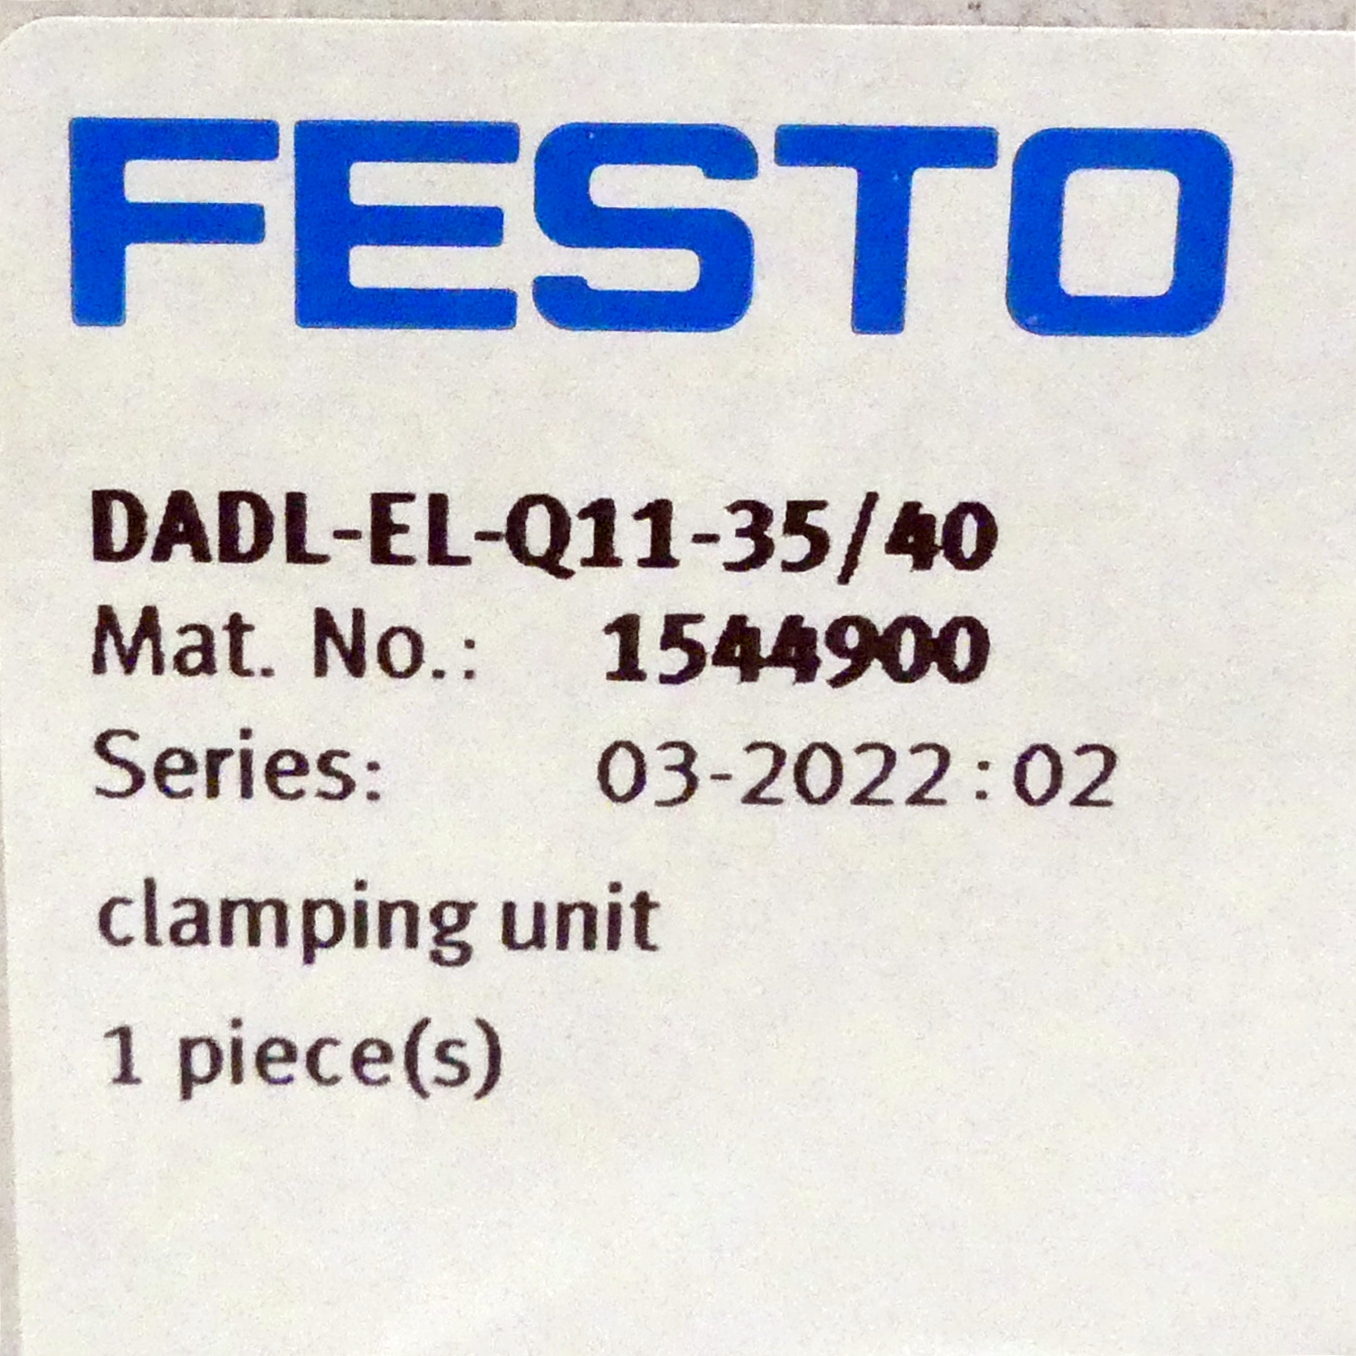 FESTO
DADL-EL-Q11-35/40
Mat. No.: 1544900
Series: 03-2022:02
clamping unit
1 piece(s)